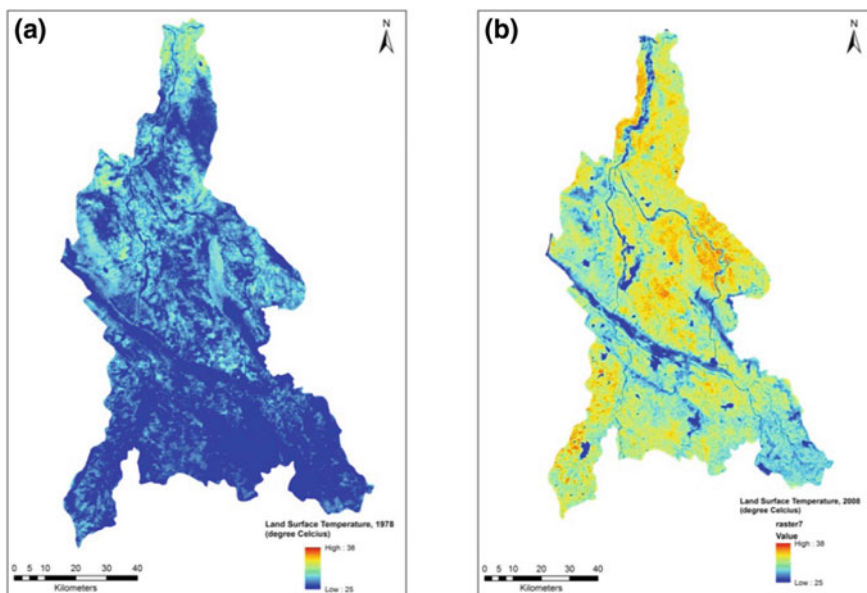 (a)
N
Land Surface Temperature, 1978
(degree Celcius)
High : 38
Low : 25
0 5 10 20 30 40
Kilometers
(b)
N
Land Surface Temperature, 2008
(degree Celcius)
raster7
Value
High : 38
Low : 25
0 5 10 20 30 40
Kilometers